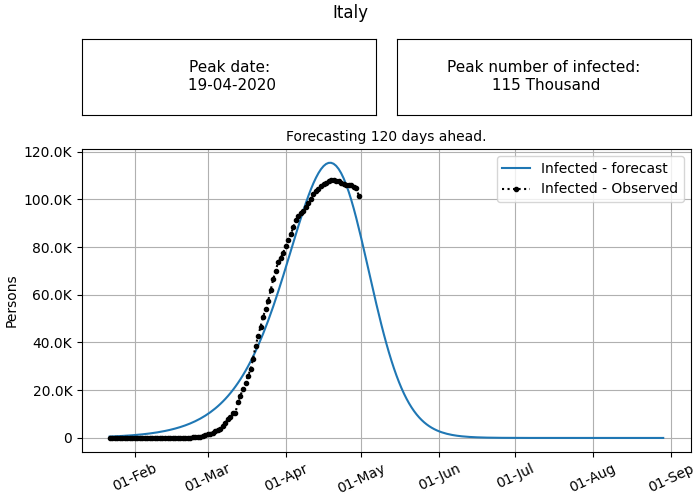 Italy
Peak date:
19-04-2020
Peak number of infected:
115 Thousand
Forecasting 120 days ahead.
120.0K
100.0K
80.0K
60.0K
40.0K
20.0K
0
Persons
Infected - forecast
Infected - Observed
01-Feb
01-Mar
01-Apr
01-May
01-Jun
01-Jul
01-Aug
01-Sep